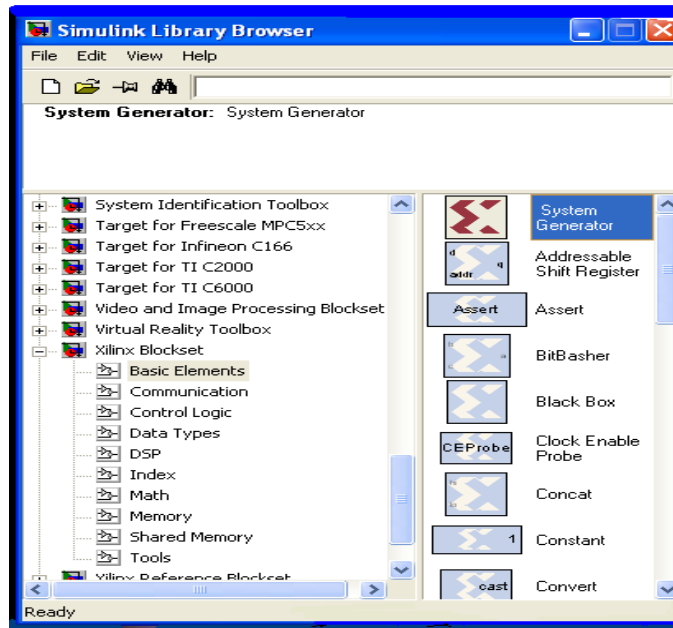 Simulink Library Browser
File Edit View Help
System Generator: System Generator
System Identification Toolbox
Target for Freescale MPC5xx
Target for Infineon C166
Target for TI C2000
Target for TI C6000
Video and Image Processing Blockset
Virtual Reality Toolbox
Xilinx Blockset
Basic Elements
Communication
Control Logic
Data Types
DSP
Index
Math
Memory
Shared Memory
Tools
Xilinx Reference Blockset
System
Generator
d
q
addr
Addressable
Shift Register
Assert
Assert
BitBasher
Black Box
CEProbe
Clock Enable
Probe
Concat
1
Constant
cast
Convert
Ready